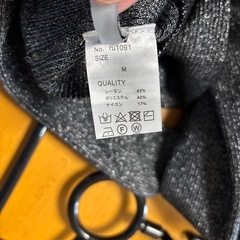 No. ru1091
SIZE
M
QUALITY
レーヨン 43%
ポリエステル 40%
ナイロン 17%